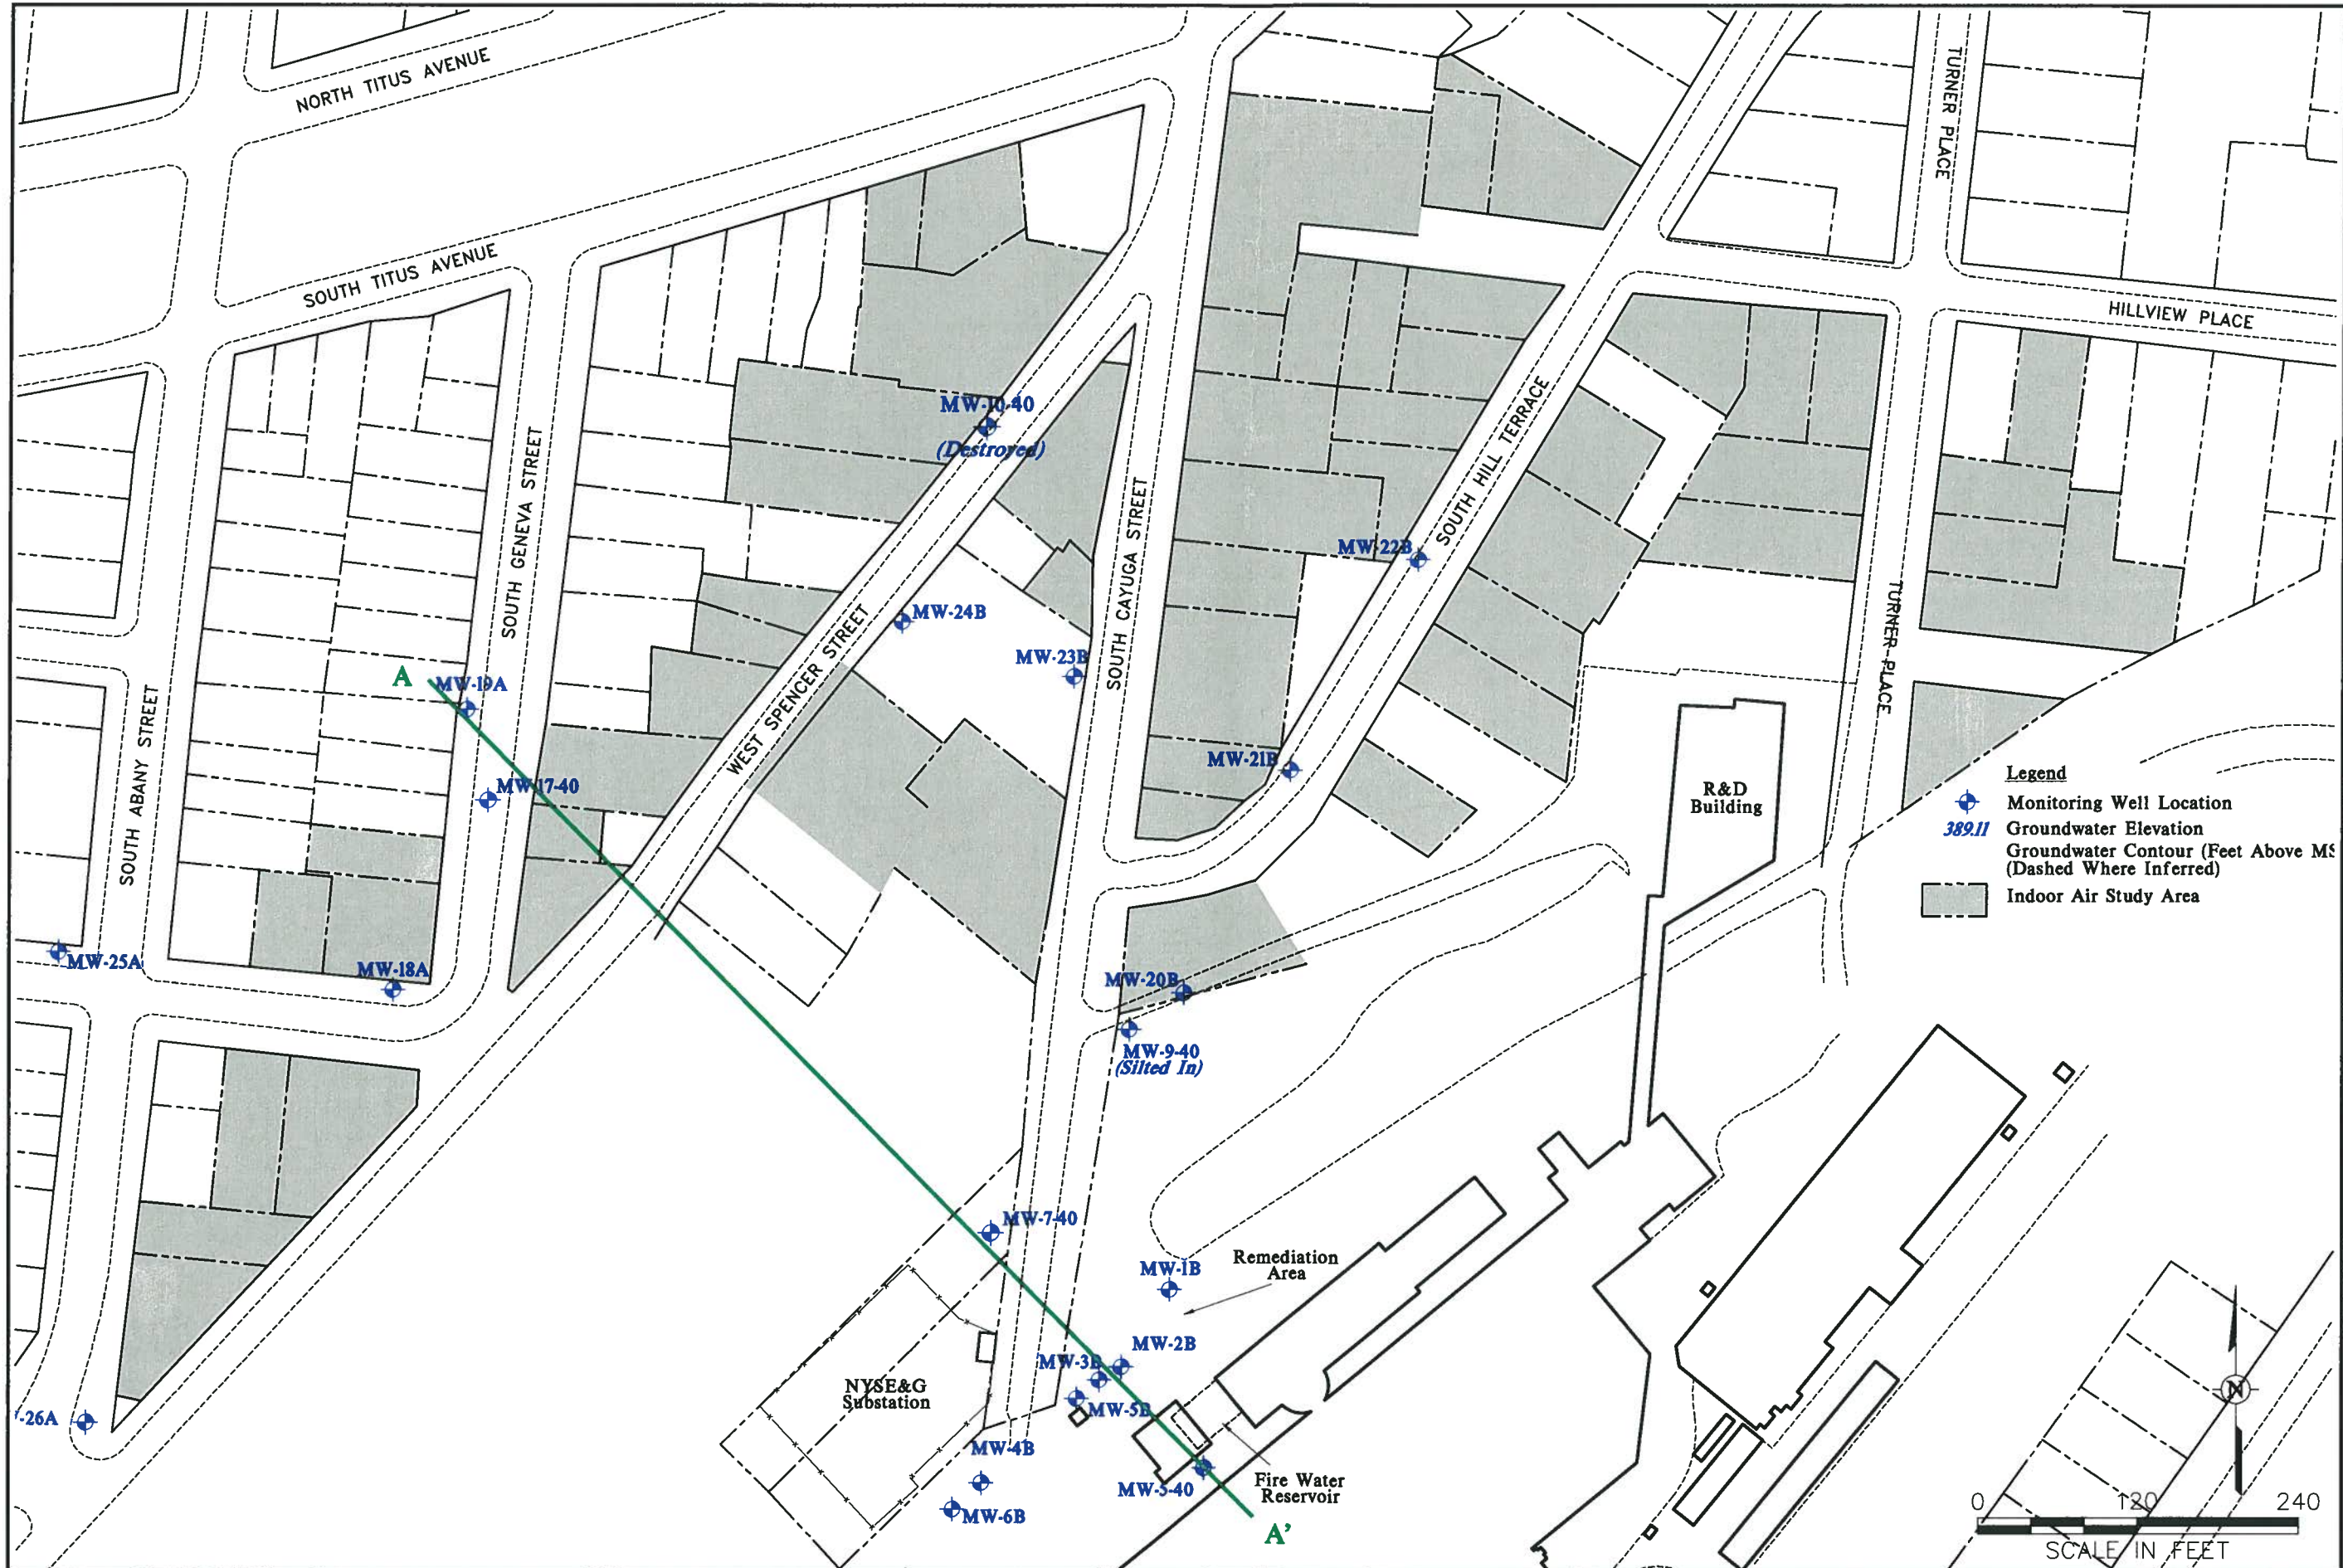 NORTH TITUS AVENUE
TURNER PLACE
SOUTH TITUS AVENUE
HILLVIEW PLACE
MW-10-40
(Destroyed)
SOUTH GENEVA STREET
SOUTH HILL TERRACE
SOUTH CAYUGA STREET
MW-22B
MW-24B
MW-23B
WEST SPENCER STREET
TURNER PLACE
A
MW-19A
SOUTH ABANY STREET
MW-17-40
MW-21B
R&D
Building
Legend
Monitoring Well Location
389.11 Groundwater Elevation
Groundwater Contour (Feet Above MS
(Dashed Where Inferred)
Indoor Air Study Area
MW-25A
MW-18A
MW-20B
MW-9-40
(Silted In)
MW-7-40
MW-1B
Remediation
Area
MW-2B
MW-3B
MW-5B
NYSE&G
Substation
-26A
MW-4B
MW-6B
MW-5-40
Fire Water
Reservoir
A'
N
0 120 240
SCALE IN FEET